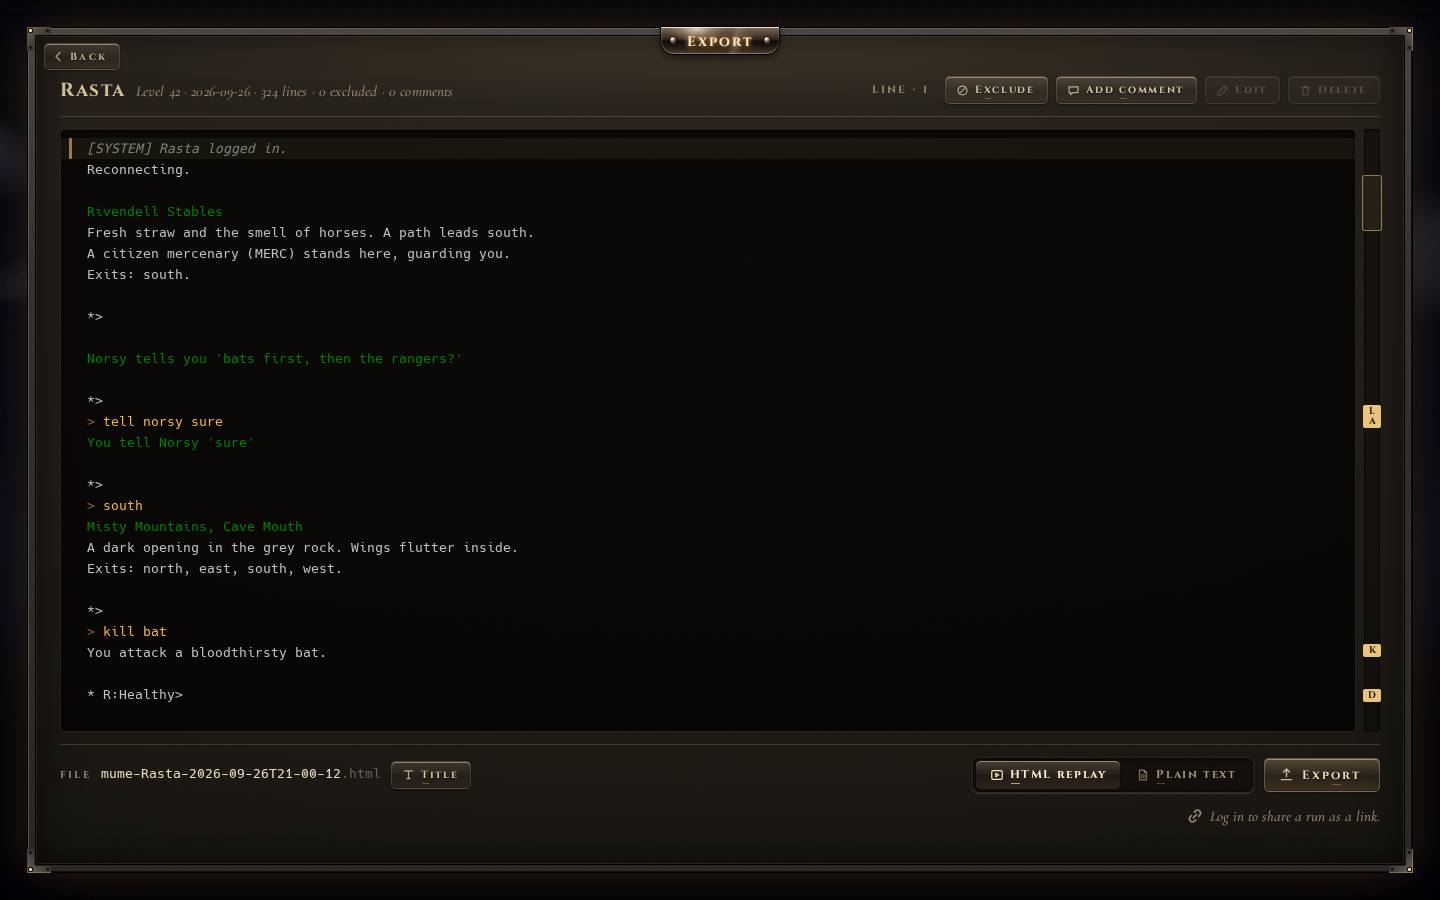 Export
Back
Rasta Level 42 · 2026-09-26 · 324 lines · 0 excluded · 0 comments
LINE · 1 Exclude Add comment Edit Delete
[SYSTEM] Rasta logged in.
Reconnecting.
Rivendell Stables
Fresh straw and the smell of horses. A path leads south.
A citizen mercenary (MERC) stands here, guarding you.
Exits: south.
*>
Norsy tells you 'bats first, then the rangers?'
*>
> tell norsy sure
You tell Norsy 'sure'
*>
> south
Misty Mountains, Cave Mouth
A dark opening in the grey rock. Wings flutter inside.
Exits: north, east, south, west.
*>
> kill bat
You attack a bloodthirsty bat.
* R:Healthy>
L
A
K
D
FILE mume-Rasta-2026-09-26T21-00-12.html Title HTML replay Plain text Export
Log in to share a run as a link.